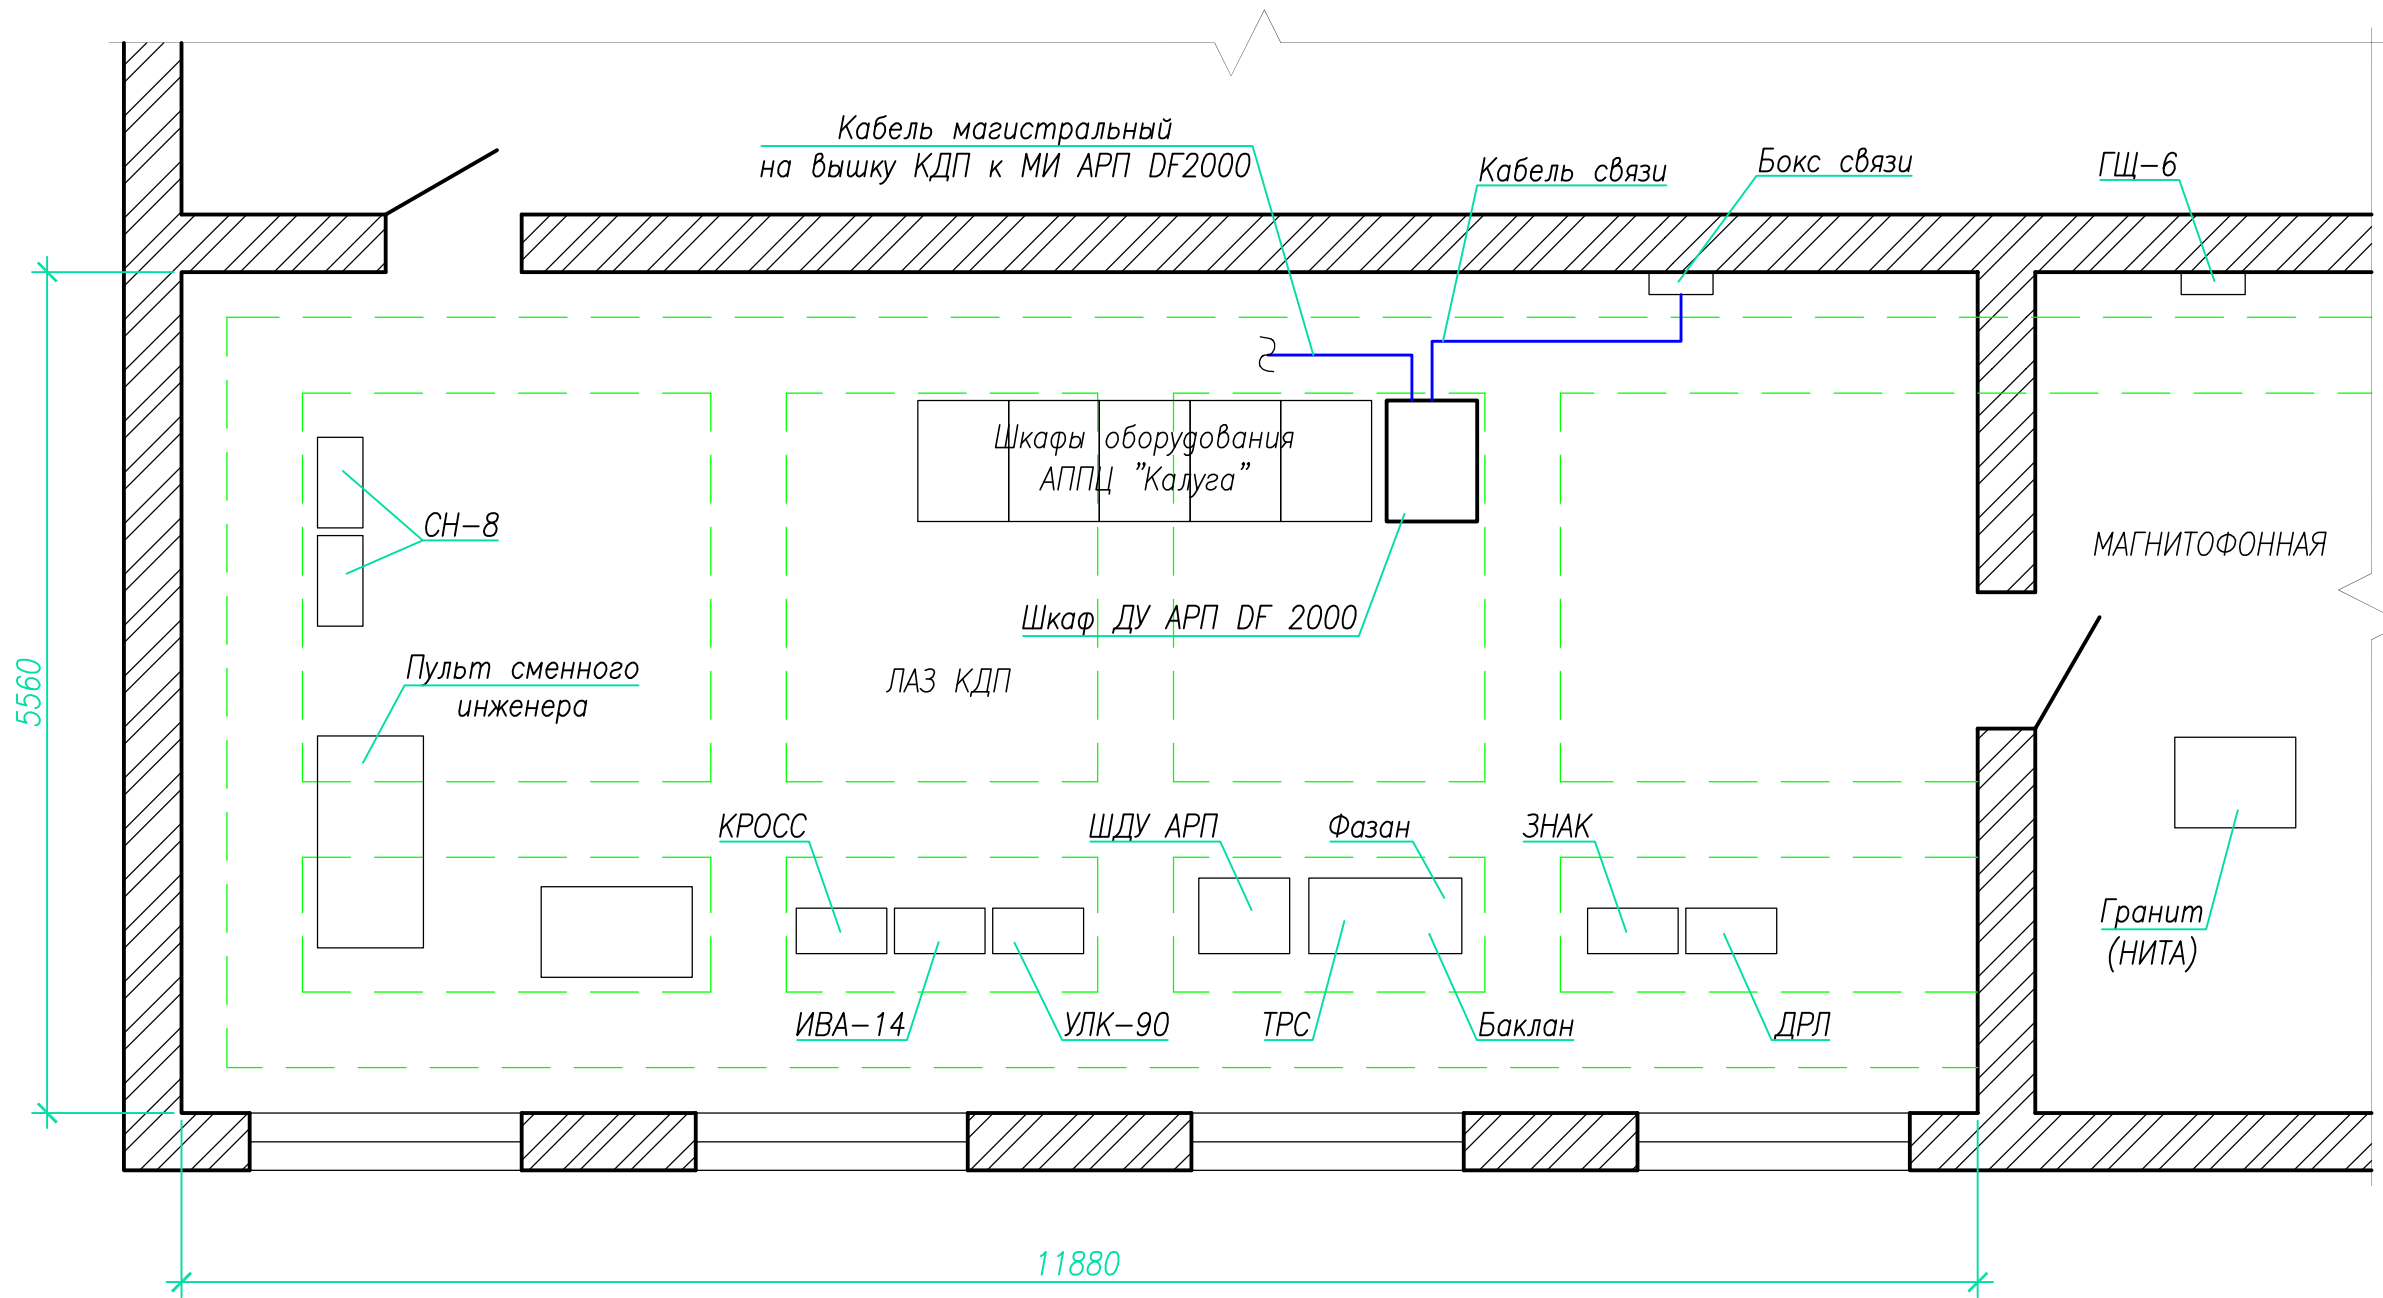 Кабель магистральный
на вышку КДП к МИ АРП DF2000
Кабель связи
Бокс связи
ГЩ-6
Шкафы оборудования
АППЦ "Калуга"
СН-8
МАГНИТОФОННАЯ
Шкаф ДУ АРП DF 2000
Пульт сменного
инженера
ЛАЗ КДП
5560
КРОСС
ШДУ АРП
Фазан
ЗНАК
Гранит
(НИТА)
ИВА-14
УЛК-90
ТРС
Баклан
ДРЛ
11880